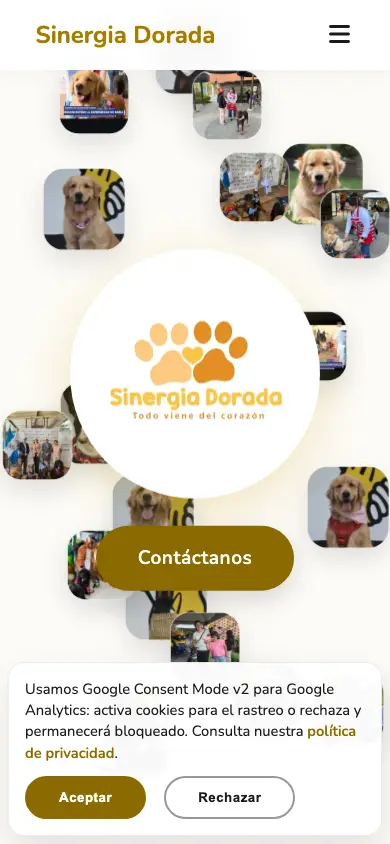 Sinergia Dorada
Sinergia Dorada
Todo viene del corazón
Contáctanos
Usamos Google Consent Mode v2 para Google
Analytics: activa cookies para el rastreo o rechaza y
permanecerá bloqueado. Consulta nuestra política
de privacidad.
Aceptar
Rechazar